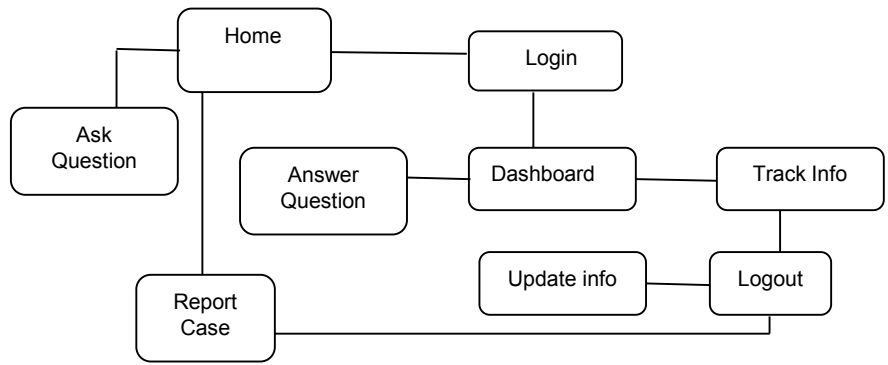 Home
Login
Ask
Question
Answer
Question
Dashboard
Track Info
Update info
Logout
Report
Case